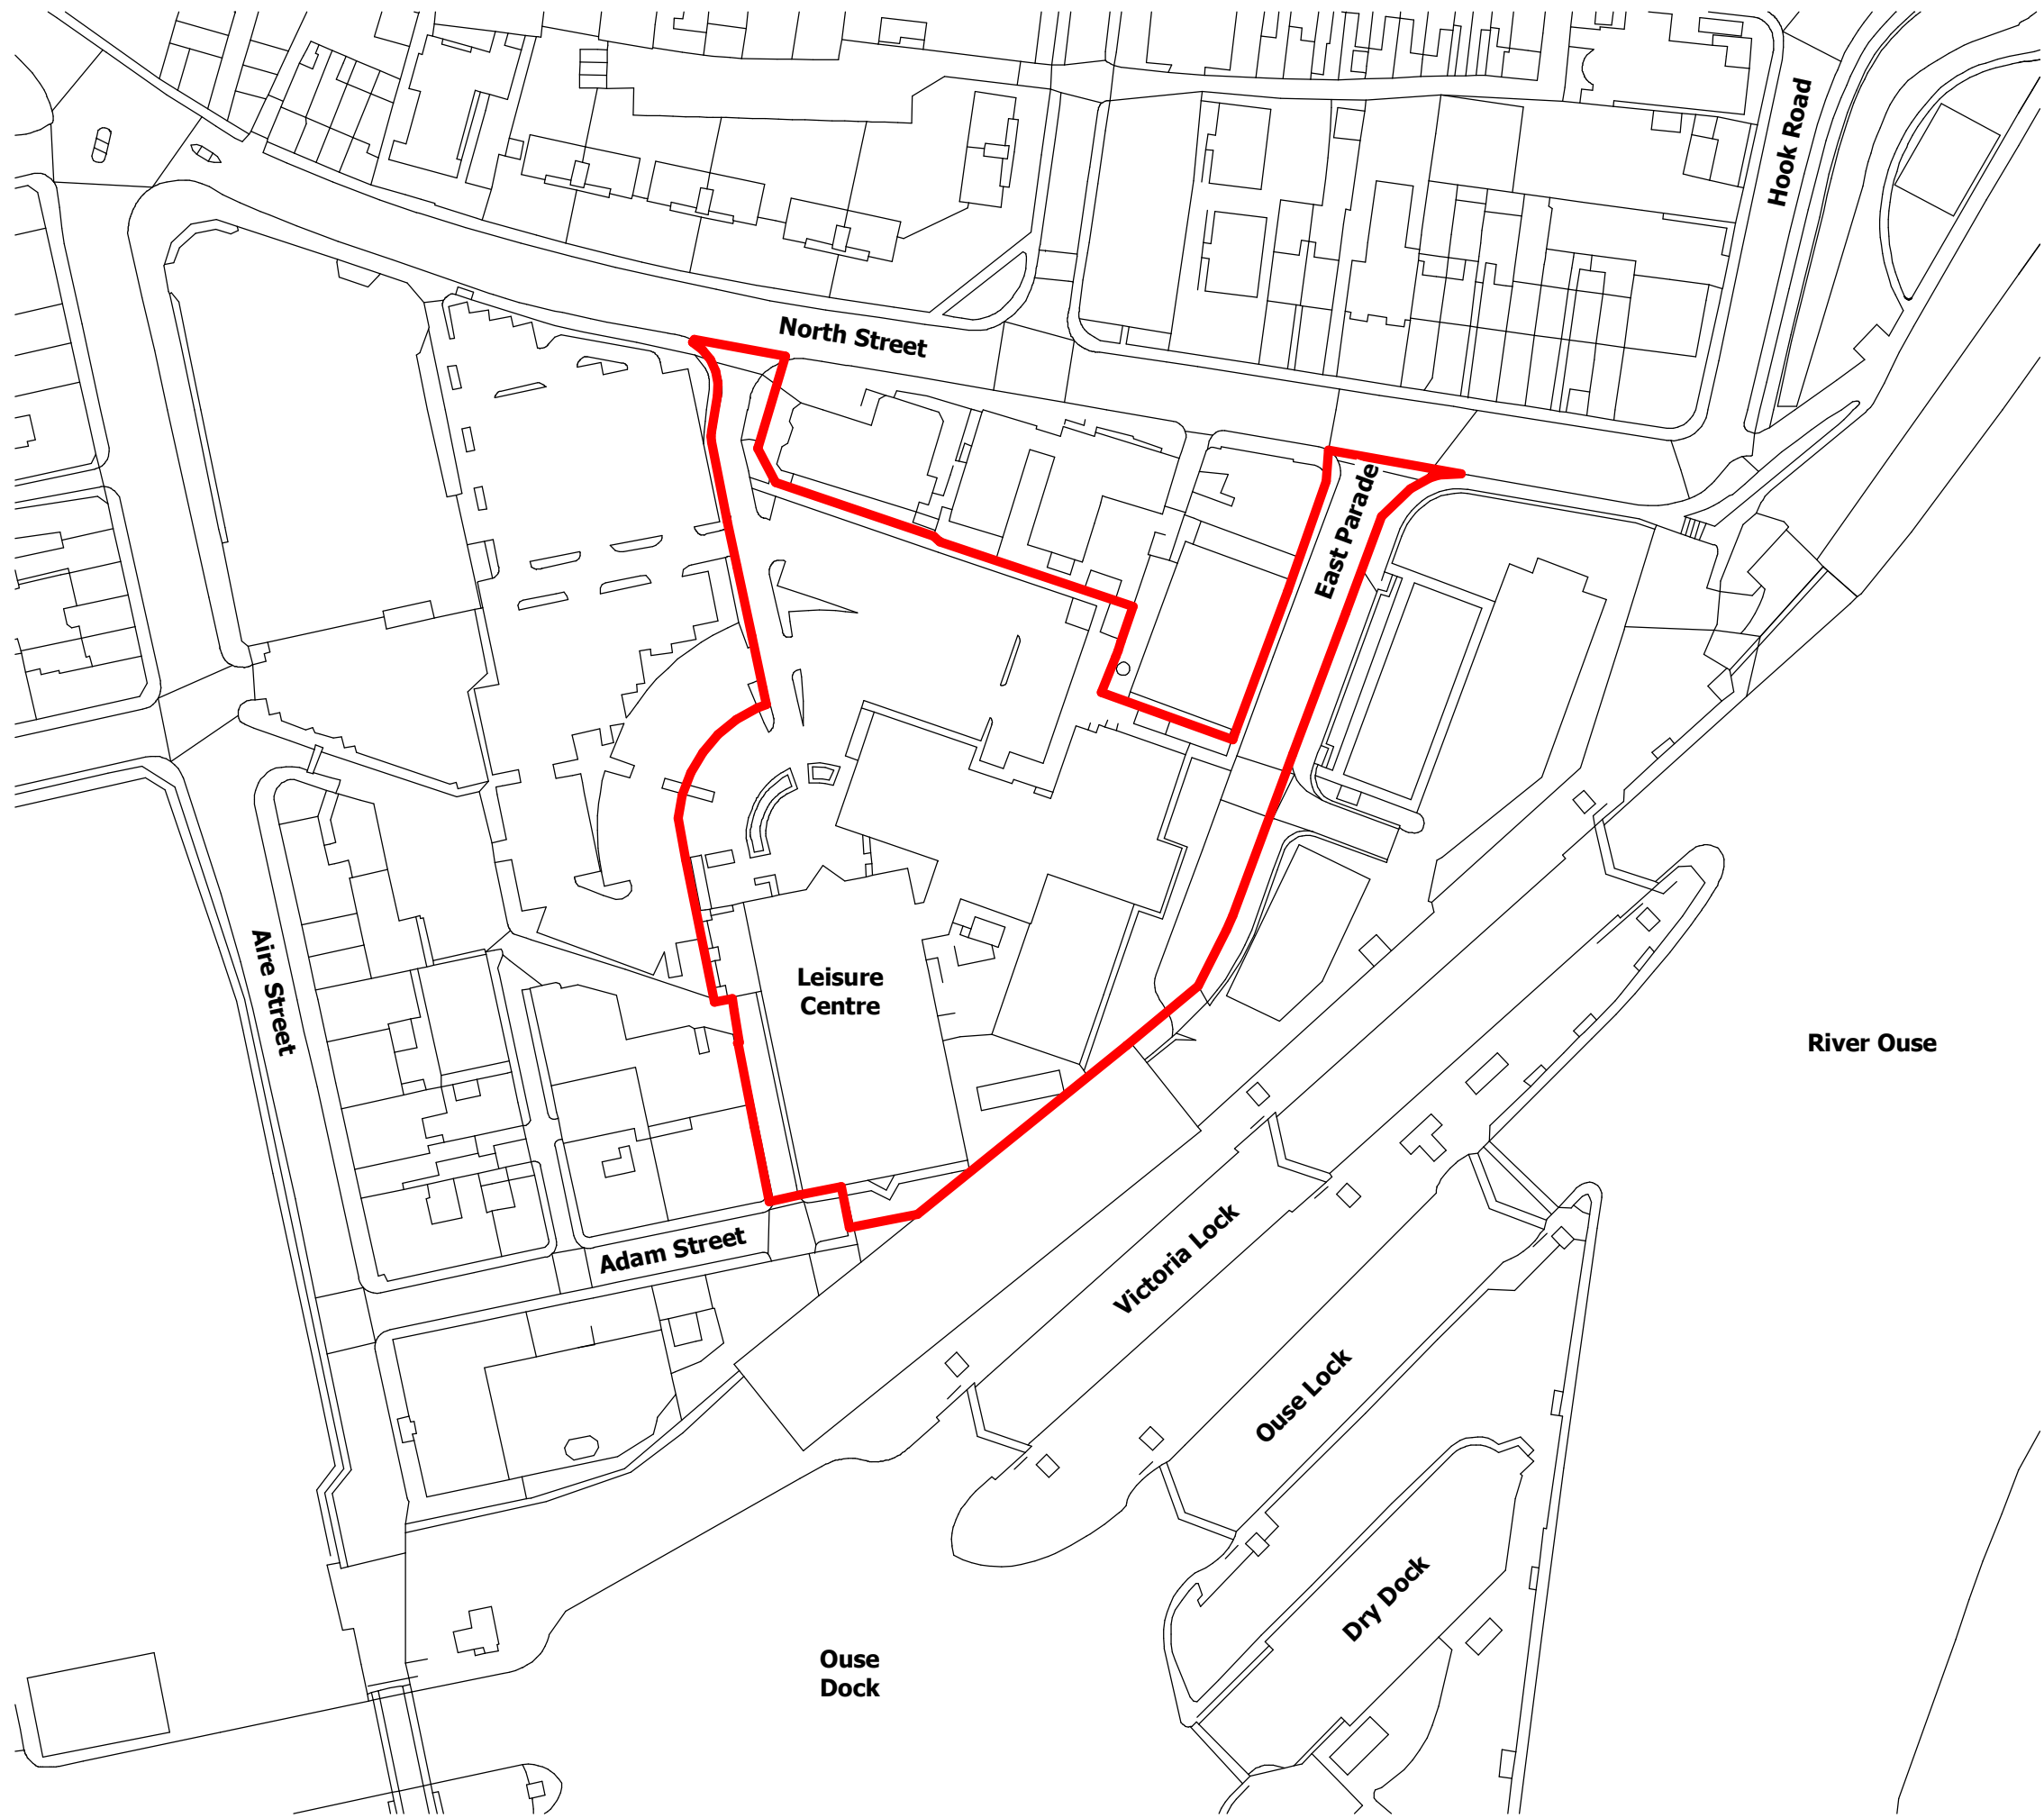 Hook Road
North Street
East Parade
Aire Street
Leisure
Centre
River Ouse
Adam Street
Victoria Lock
Ouse Lock
Dry Dock
Ouse
Dock